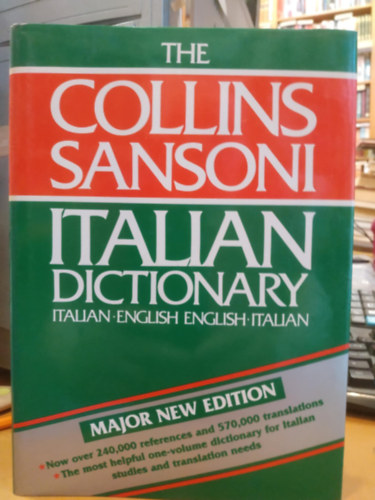 THE
COLLINS
SANSONI
ITALIAN
DICTIONARY
ITALIAN·ENGLISH ENGLISH·ITALIAN
MAJOR NEW EDITION
• Now over 240,000 references and 570,000 translations
• The most helpful one-volume dictionary for Italian
studies and translation needs